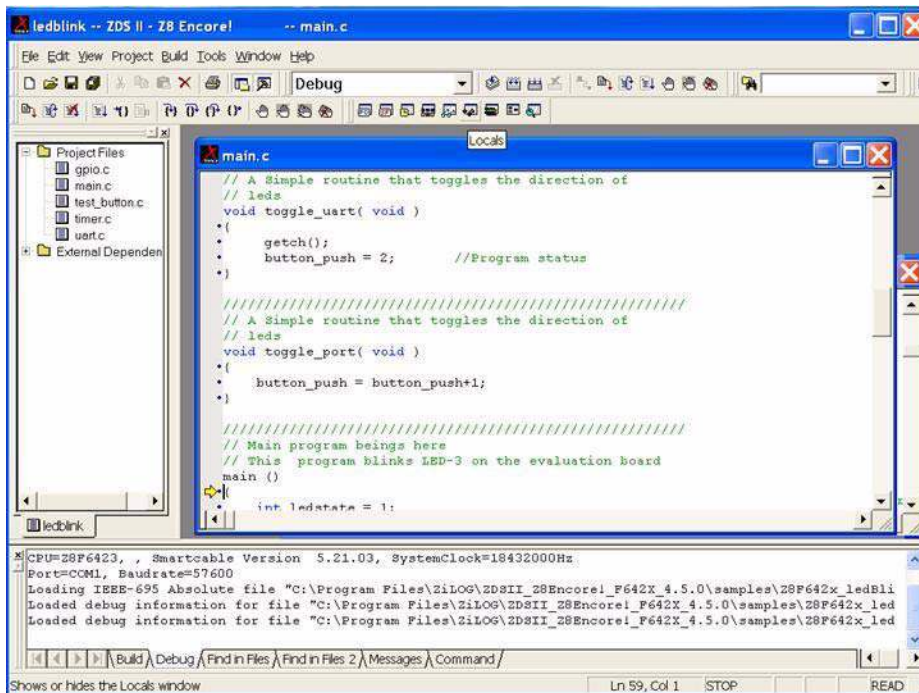 ledblink -- ZDS II - Z8 Encore! -- main.c
File Edit View Project Build Tools Window Help
Debug
Locals
Project Files
gpio.c
main.c
test_button.c
timer.c
uart.c
External Dependen
ledblink
main.c
// A Simple routine that toggles the direction of
// leds
void toggle_uart( void )
{
getch();
button_push = 2; //Program status
}
/////////////////////////////////////////////////////////
// A Simple routine that toggles the direction of
// leds
void toggle_port( void )
{
button_push = button_push+1;
}
/////////////////////////////////////////////////////////
// Main program beings here
// This program blinks LED-3 on the evaluation board
main ()
{
int ledstate = 1;
CPU=Z8F6423, , Smartcable Version 5.21.03, SystemClock=18432000Hz
Port=COM1, Baudrate=57600
Loading IEEE-695 Absolute file "C:\Program Files\ZiLOG\ZDSII_Z8Encore!_F642X_4.5.0\samples\Z8F642x_ledBli
Loaded debug information for file "C:\Program Files\ZiLOG\ZDSII_Z8Encore!_F642X_4.5.0\samples\Z8F642x_led
Loaded debug information for file "C:\Program Files\ZiLOG\ZDSII_Z8Encore!_F642X_4.5.0\samples\Z8F642x_led
Build Debug Find in Files Find in Files 2 Messages Command
Shows or hides the Locals window Ln 59, Col 1 STOP READ